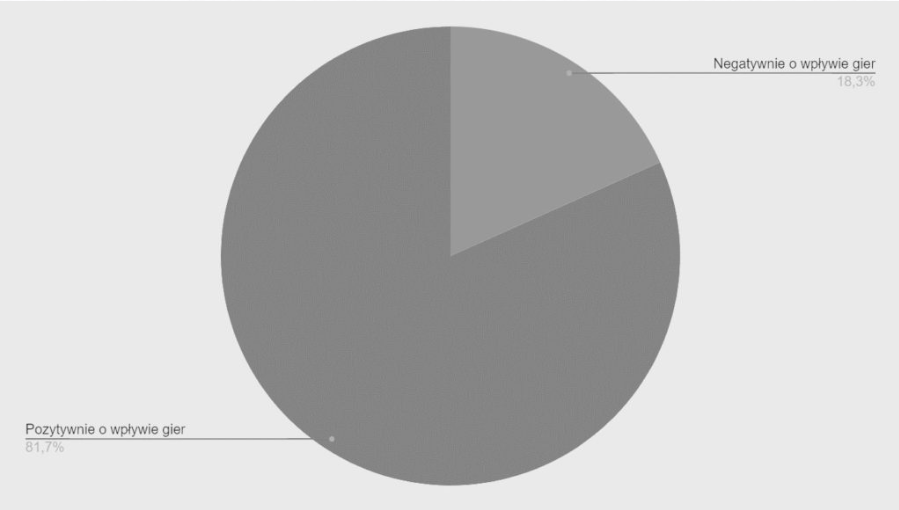 Negatywnie o wpływie gier
18,3%
Pozytywnie o wpływie gier
81,7%